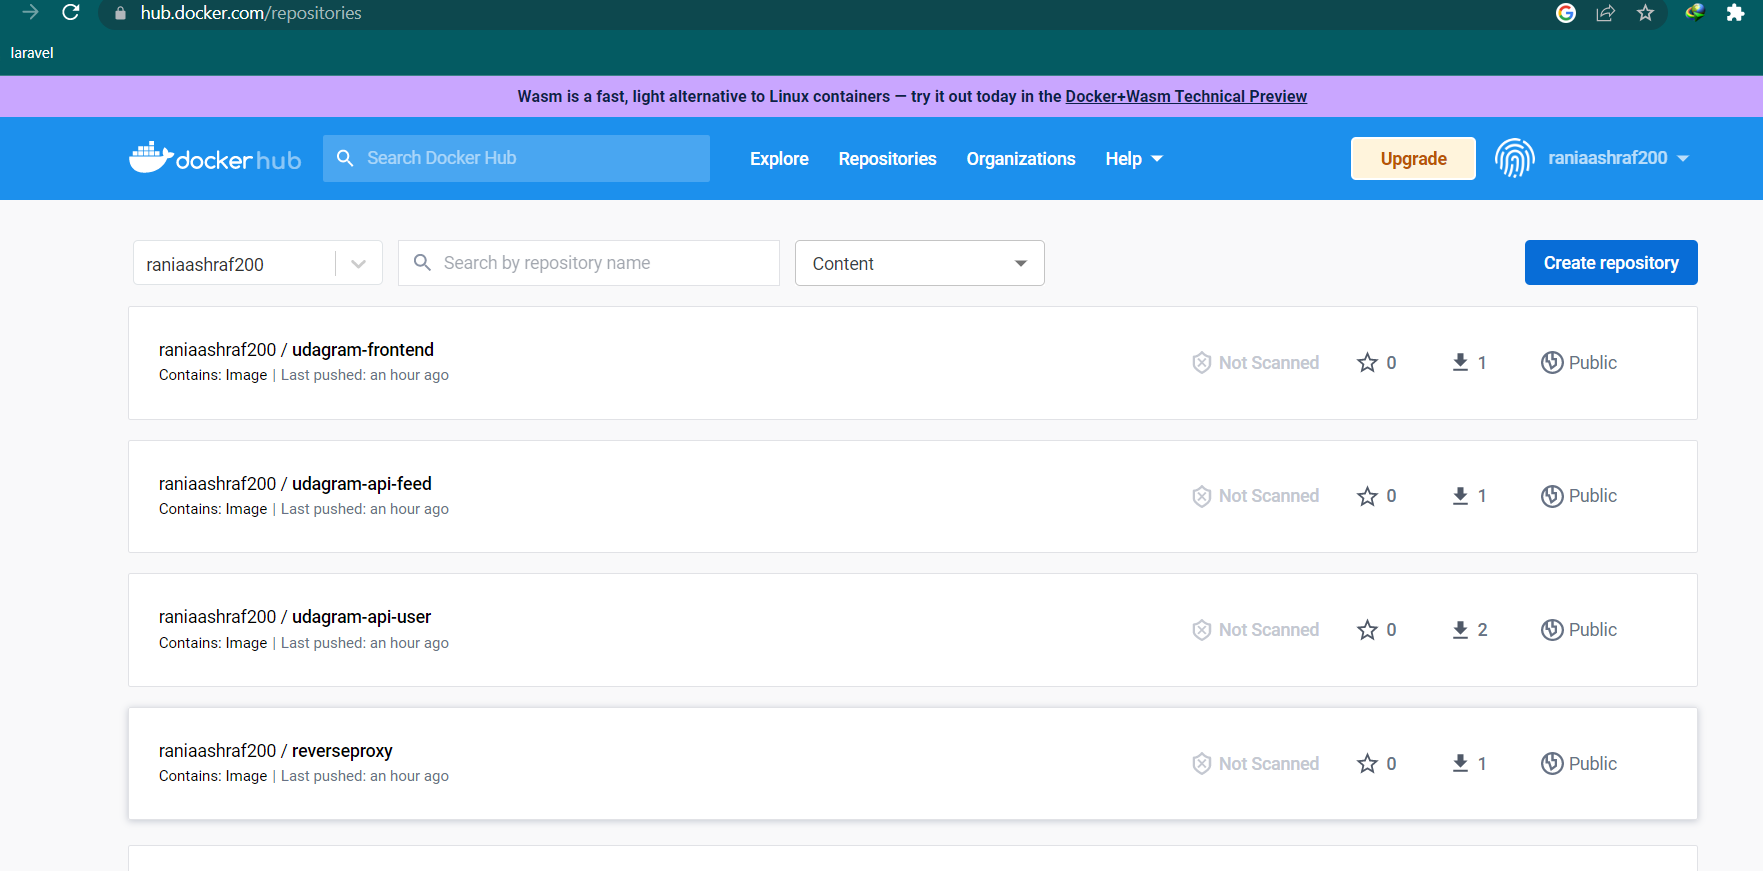 hub.docker.com/repositories
laravel
Wasm is a fast, light alternative to Linux containers — try it out today in the Docker+Wasm Technical Preview
docker hub
Search Docker Hub
Explore
Repositories
Organizations
Help
Upgrade
raniaashraf200
raniaashraf200
Search by repository name
Content
Create repository
raniaashraf200 / udagram-frontend
Contains: Image | Last pushed: an hour ago
Not Scanned
0
1
Public
raniaashraf200 / udagram-api-feed
Contains: Image | Last pushed: an hour ago
Not Scanned
0
1
Public
raniaashraf200 / udagram-api-user
Contains: Image | Last pushed: an hour ago
Not Scanned
0
2
Public
raniaashraf200 / reverseproxy
Contains: Image | Last pushed: an hour ago
Not Scanned
0
1
Public